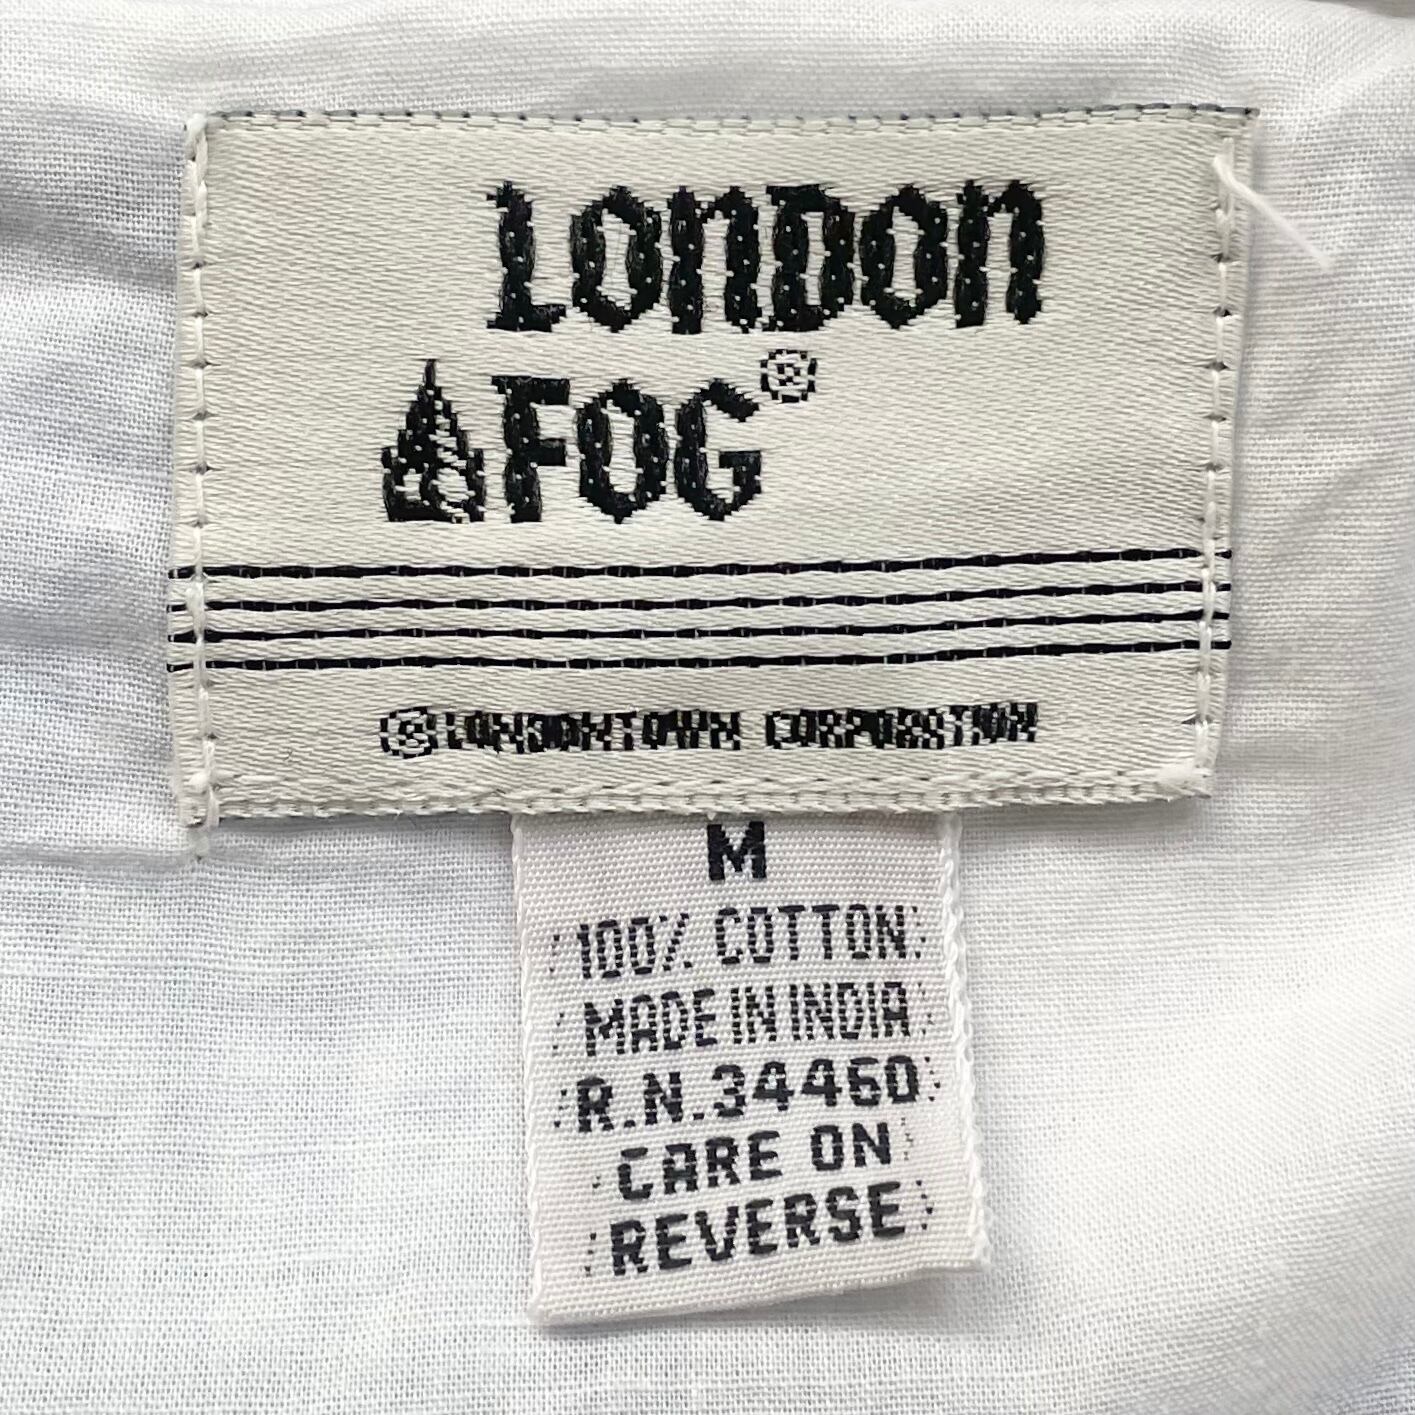 LONDON
FOG®
© LONDONTOWN CORPORATION
M
100% COTTON
MADE IN INDIA
R.N.34460
CARE ON
REVERSE